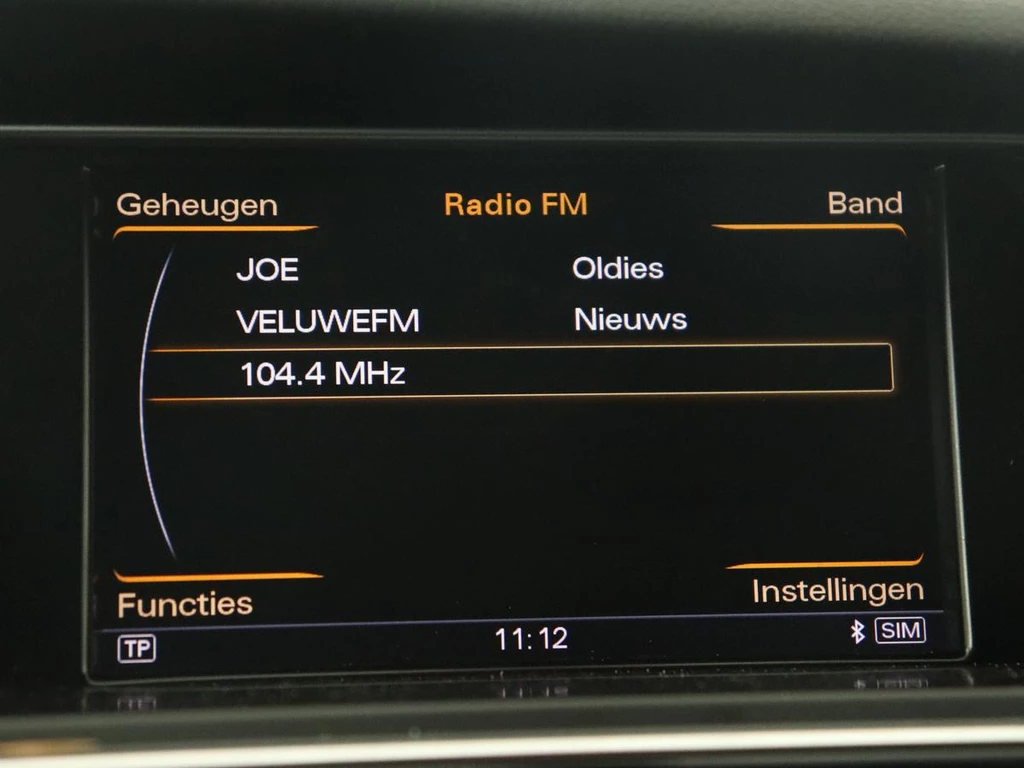 Geheugen Radio FM Band
JOE Oldies
VELUWEFM Nieuws
104.4 MHz
Functies Instellingen
TP 11:12 SIM